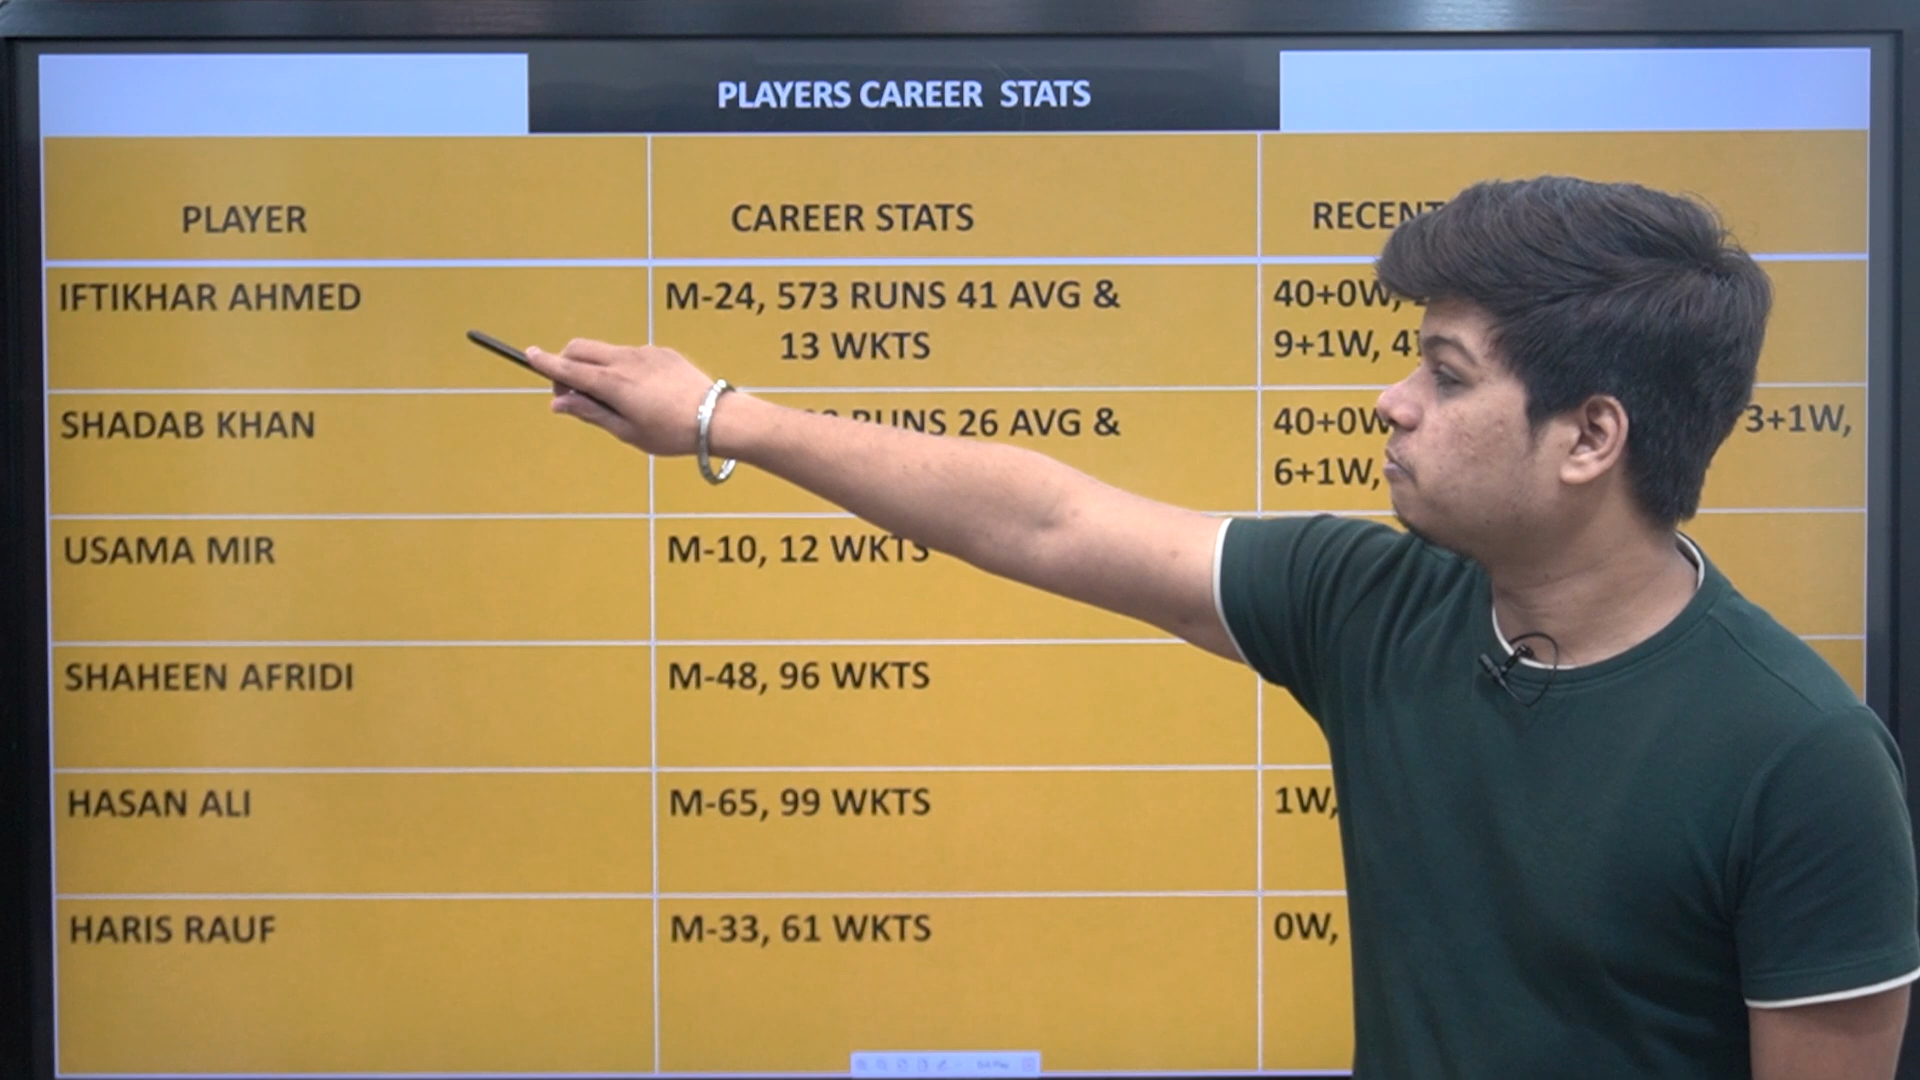 PLAYERS CAREER STATS
PLAYER
CAREER STATS
RECENT
IFTIKHAR AHMED
M-24, 573 RUNS 41 AVG &
13 WKTS
40+0W,
9+1W,
SHADAB KHAN
RUNS 26 AVG &
40+0W
3+1W,
6+1W,
USAMA MIR
M-10, 12 WKTS
SHAHEEN AFRIDI
M-48, 96 WKTS
HASAN ALI
M-65, 99 WKTS
1W,
HARIS RAUF
M-33, 61 WKTS
0W,